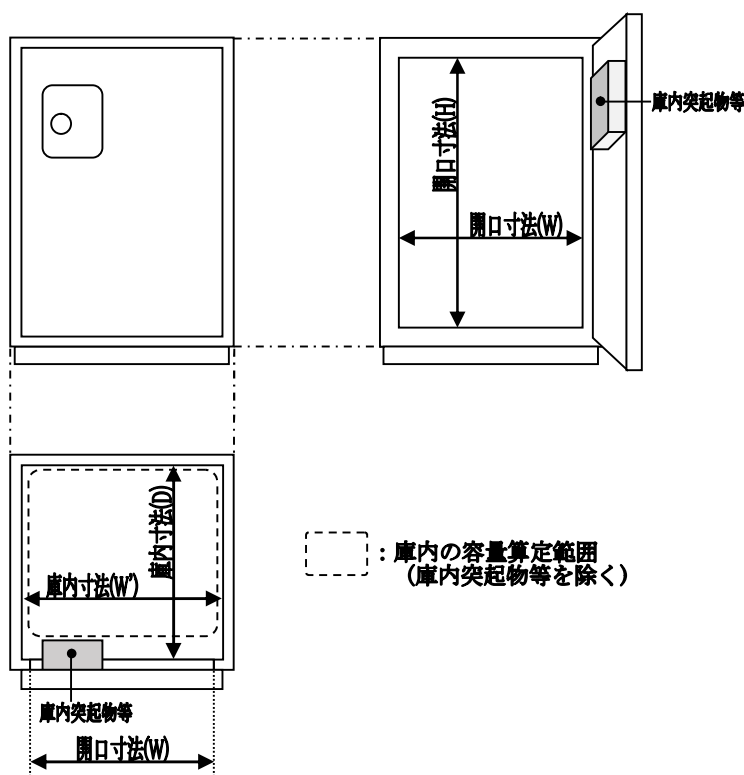 庫内突起物等
開口寸法(H)
開口寸法(W)
庫内寸法(D)
庫内寸法(W')
：庫内の容量算定範囲
（庫内突起物等を除く）
庫内突起物等
開口寸法(W)